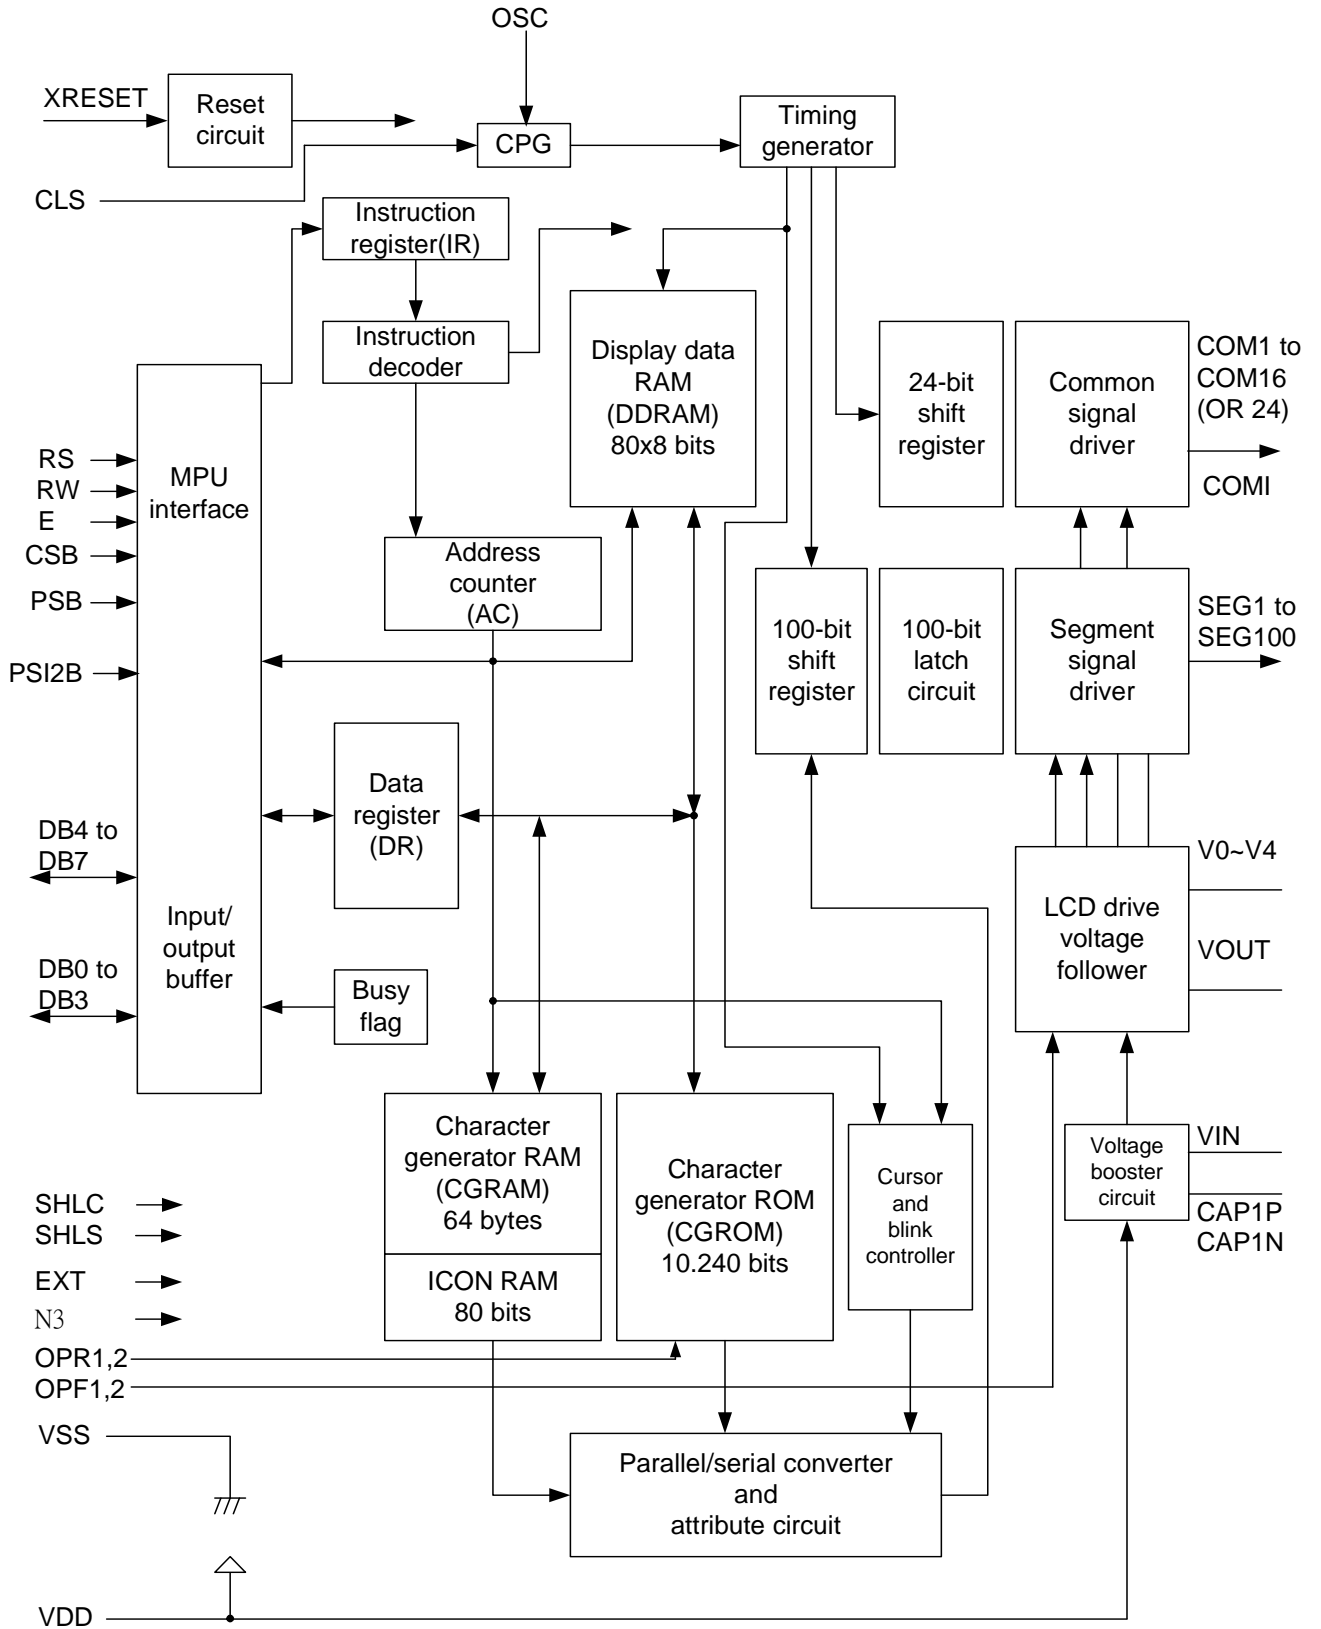 OSC
XRESET
Reset
circuit
CPG
Timing
generator
CLS
Instruction
register(IR)
Instruction
decoder
Display data
RAM
(DDRAM)
80x8 bits
24-bit
shift
register
Common
signal
driver
COM1 to
COM16
(OR 24)
COMI
MPU
interface
RS
RW
E
CSB
PSB
PSI2B
Address
counter
(AC)
100-bit
shift
register
100-bit
latch
circuit
Segment
signal
driver
SEG1 to
SEG100
Data
register
(DR)
DB4 to
DB7
DB0 to
DB3
Input/
output
buffer
Busy
flag
LCD drive
voltage
follower
V0~V4
VOUT
Character
generator RAM
(CGRAM)
64 bytes
ICON RAM
80 bits
Character
generator ROM
(CGROM)
10.240 bits
Cursor
and
blink
controller
Voltage
booster
circuit
VIN
CAP1P
CAP1N
SHLC
SHLS
EXT
N3
OPR1,2
OPF1,2
VSS
Parallel/serial converter
and
attribute circuit
VDD